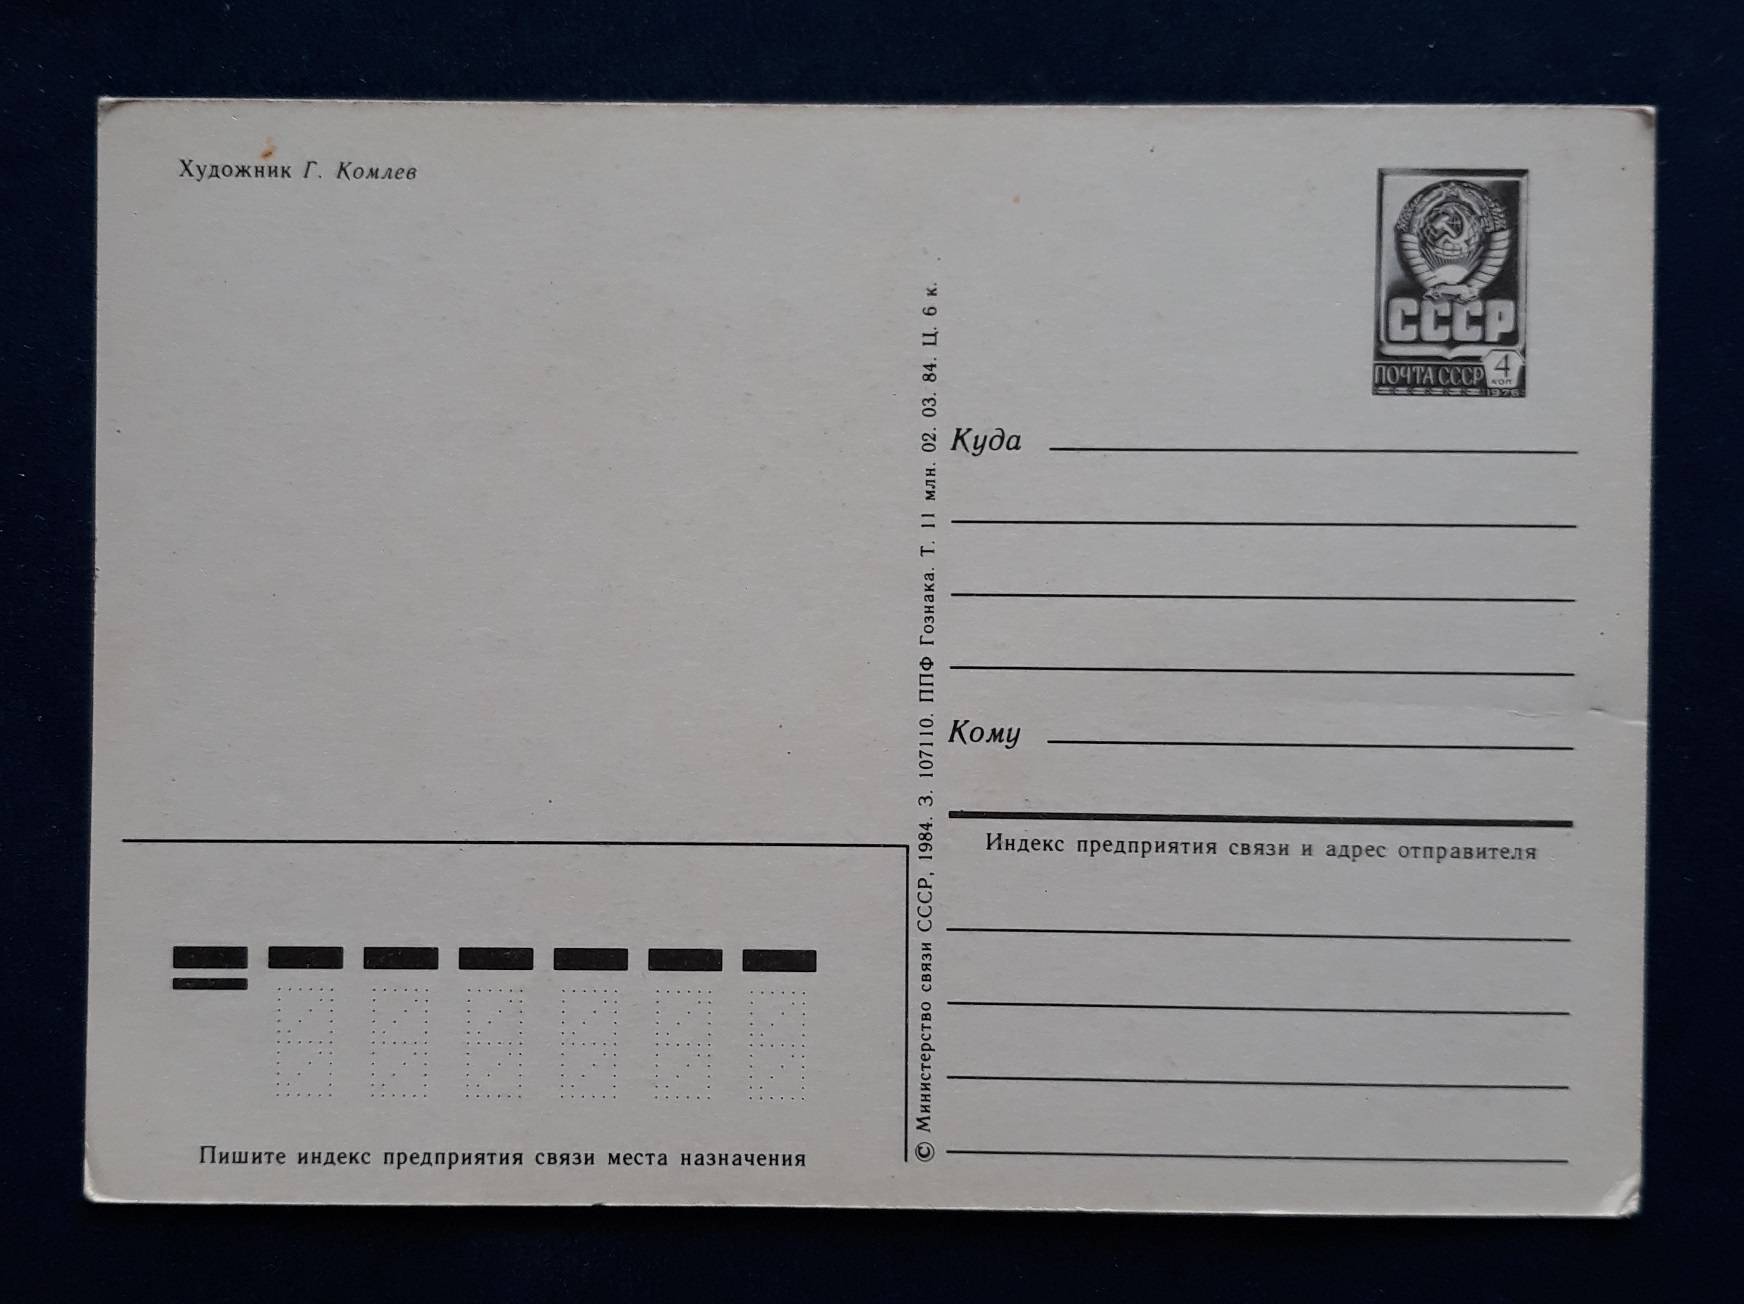 Художник Г. Комлев
СССР
ПОЧТА СССР 4
КОП
1976
Куда
Кому
Индекс предприятия связи и адрес отправителя
© Министерство связи СССР, 1984. З. 107110. ППФ Гознака. Т. 11 млн. 02. 03. 84. Ц. 6 к.
Пишите индекс предприятия связи места назначения